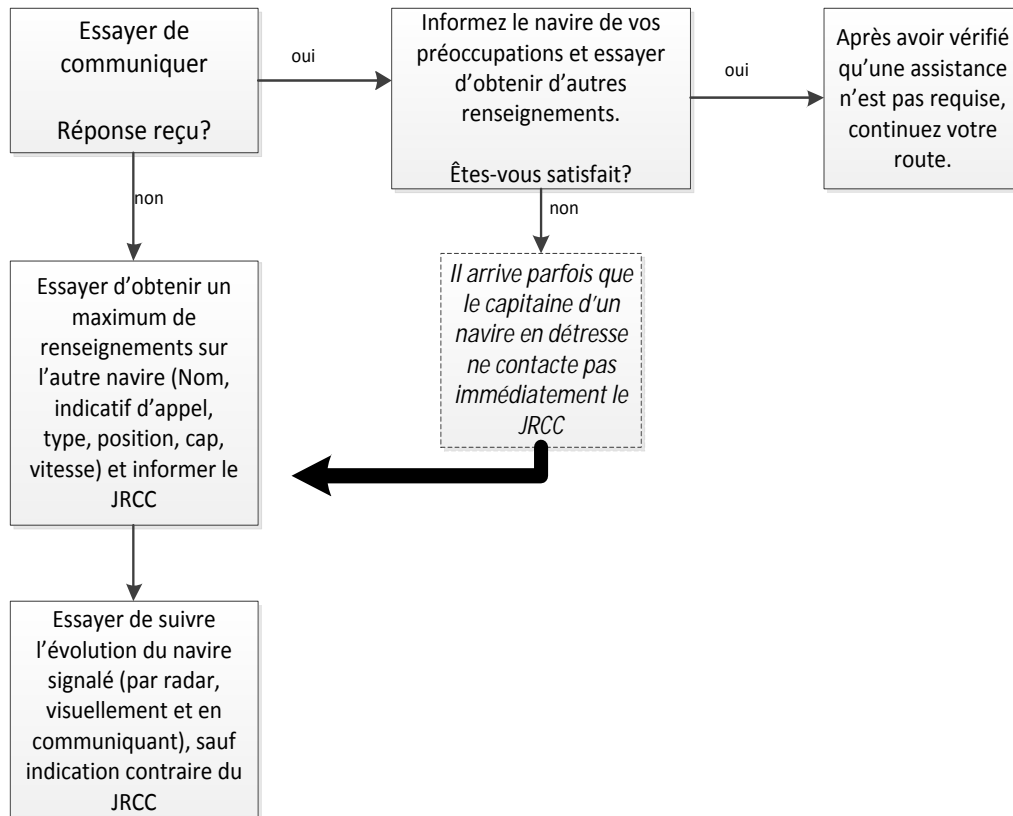 Essayer de
communiquer
Réponse reçu?
oui
Informez le navire de vos
préoccupations et essayer
d’obtenir d’autres
renseignements.
Êtes-vous satisfait?
oui
Après avoir vérifié
qu’une assistance
n’est pas requise,
continuez votre
route.
non
non
Essayer d’obtenir un
maximum de
renseignements sur
l’autre navire (Nom,
indicatif d’appel,
type, position, cap,
vitesse) et informer le
JRCC
Il arrive parfois que
le capitaine d’un
navire en détresse
ne contacte pas
immédiatement le
JRCC
Essayer de suivre
l’évolution du navire
signalé (par radar,
visuellement et en
communiquant), sauf
indication contraire du
JRCC